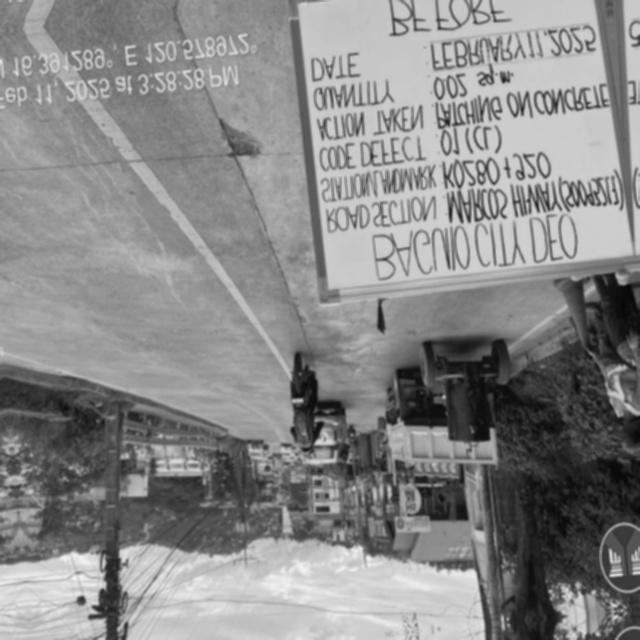 BAGUIO CITY DEO
ROAD SECTION MARCOS HIWAY (S00925LZ)
STATION/LANDMARK K0280+920
CODE DEFECT 01 (CL)
ACTION TAKEN PATCHING ON CONCRETE
QUANTITY 002 sq.m.
DATE FEBRUARY 11, 2025
BEFORE
N 16.391289°, E 120.578972°
Feb 11, 2025 at 3:28:28 PM